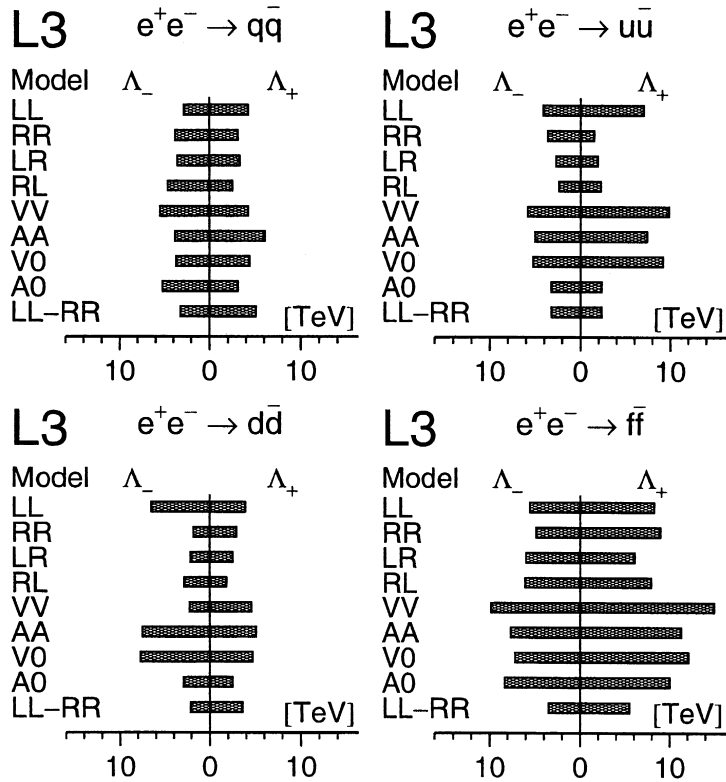 L3 e⁺e⁻ → qq̄
Model Λ₋ Λ₊
LL
RR
LR
RL
VV
AA
V0
A0
LL−RR [TeV]
10 0 10
L3 e⁺e⁻ → uū
Model Λ₋ Λ₊
LL
RR
LR
RL
VV
AA
V0
A0
LL−RR [TeV]
10 0 10
L3 e⁺e⁻ → dd̄
Model Λ₋ Λ₊
LL
RR
LR
RL
VV
AA
V0
A0
LL−RR [TeV]
10 0 10
L3 e⁺e⁻ → ff̄
Model Λ₋ Λ₊
LL
RR
LR
RL
VV
AA
V0
A0
LL−RR [TeV]
10 0 10